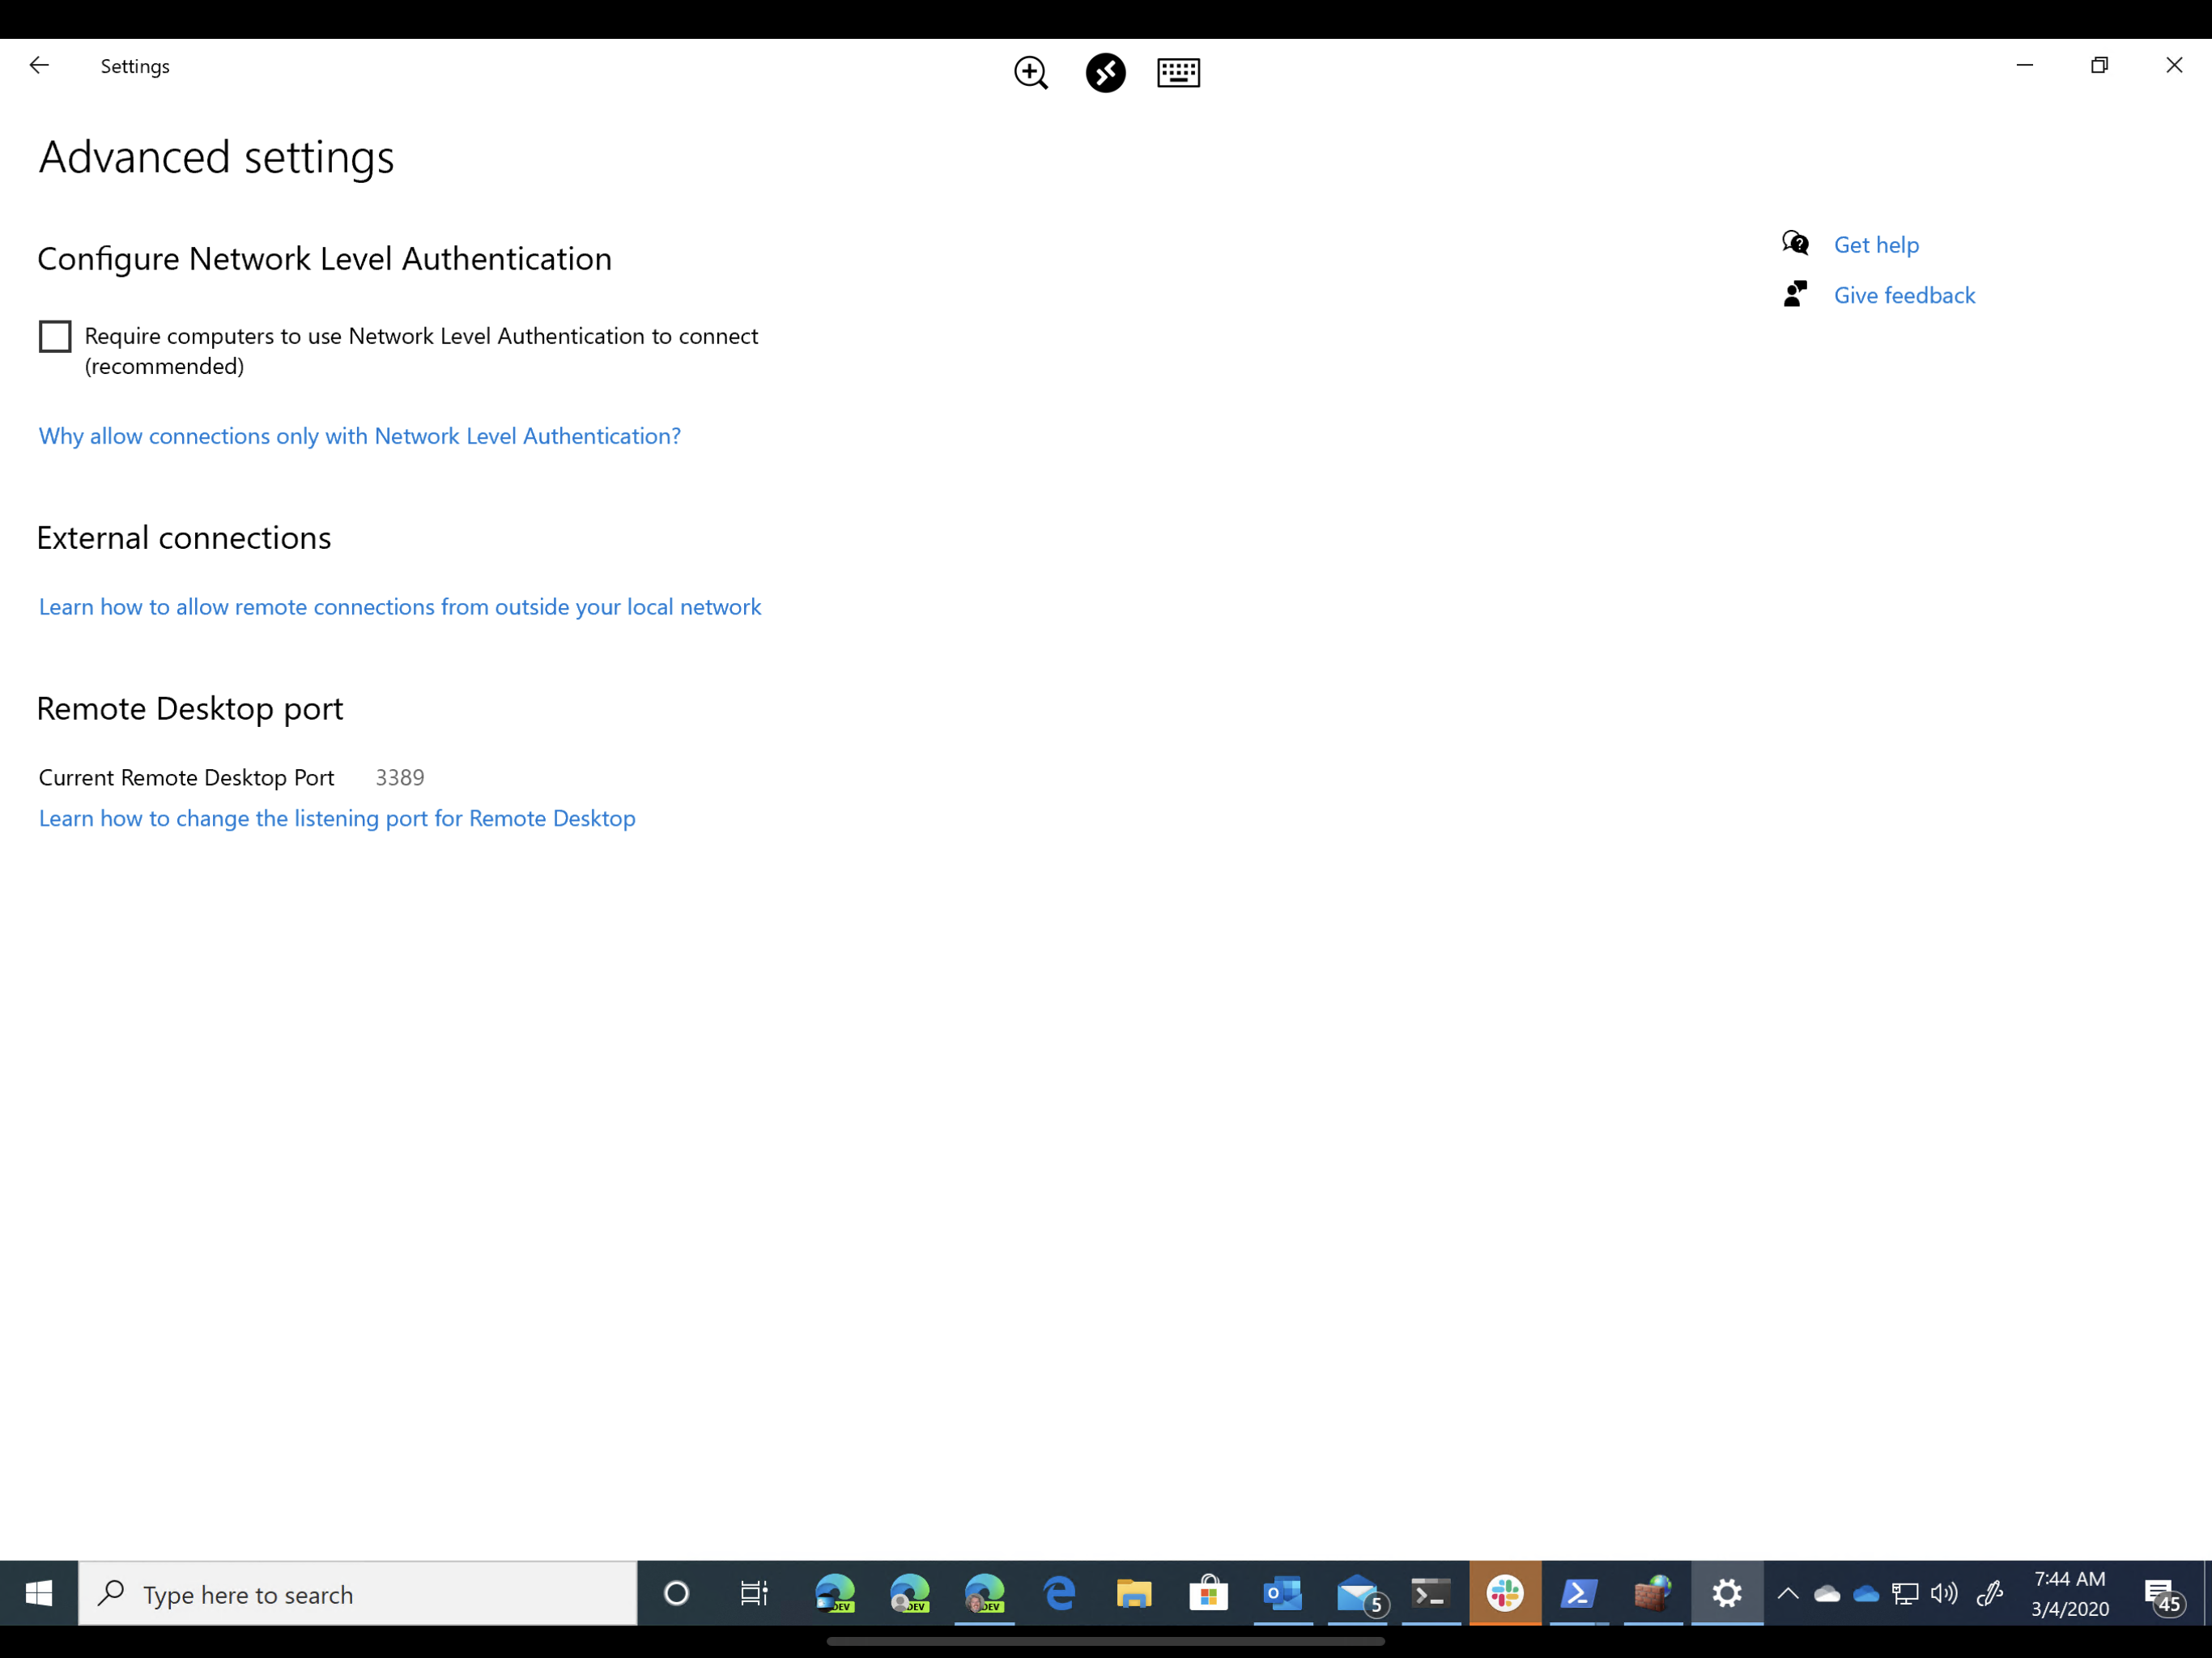 Settings
Advanced settings
Configure Network Level Authentication
Require computers to use Network Level Authentication to connect
(recommended)
Why allow connections only with Network Level Authentication?
External connections
Learn how to allow remote connections from outside your local network
Remote Desktop port
Current Remote Desktop Port 3389
Learn how to change the listening port for Remote Desktop
Get help
Give feedback
Type here to search
DEV
DEV
DEV
5
7:44 AM
3/4/2020
45